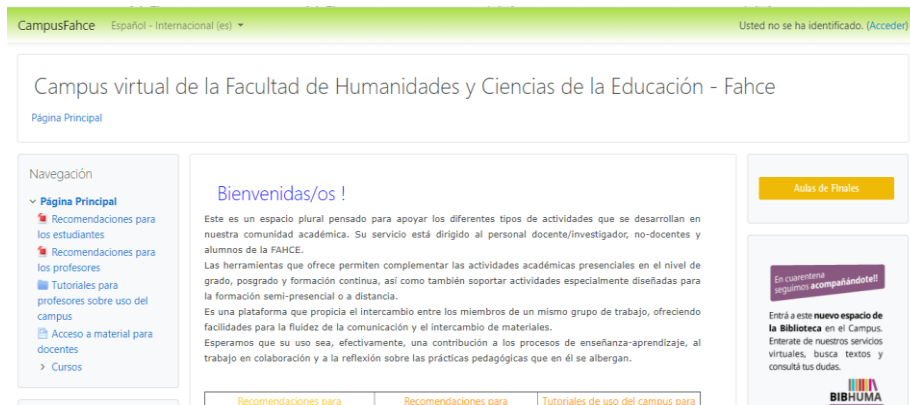 CampusFahce Español - Internacional (es)
Usted no se ha identificado. (Acceder)
Campus virtual de la Facultad de Humanidades y Ciencias de la Educación - Fahce
Página Principal
Navegación
Página Principal
Recomendaciones para
los estudiantes
Recomendaciones para
los profesores
Tutoriales para
profesores sobre uso del
campus
Acceso a material para
docentes
Cursos
Bienvenidas/os !
Este es un espacio plural pensado para apoyar los diferentes tipos de actividades que se desarrollan en
nuestra comunidad académica. Su servicio está dirigido al personal docente/investigador, no-docentes y
alumnos de la FAHCE.
Las herramientas que ofrece permiten complementar las actividades académicas presenciales en el nivel de
grado, posgrado y formación continua, así como también soportar actividades especialmente diseñadas para
la formación semi-presencial o a distancia.
Es una plataforma que propicia el intercambio entre los miembros de un mismo grupo de trabajo, ofreciendo
facilidades para la fluidez de la comunicación y el intercambio de materiales.
Esperamos que su uso sea, efectivamente, una contribución a los procesos de enseñanza-aprendizaje, al
trabajo en colaboración y a la reflexión sobre las prácticas pedagógicas que en él se albergan.
Recomendaciones para
Recomendaciones para
Tutoriales de uso del campus para
Aulas de Finales
En cuarentena
seguimos acompañándote!!
Entrá a este nuevo espacio de
la Biblioteca en el Campus.
Enterate de nuestros servicios
virtuales, busca textos y
consultá tus dudas.
BIBHUMA